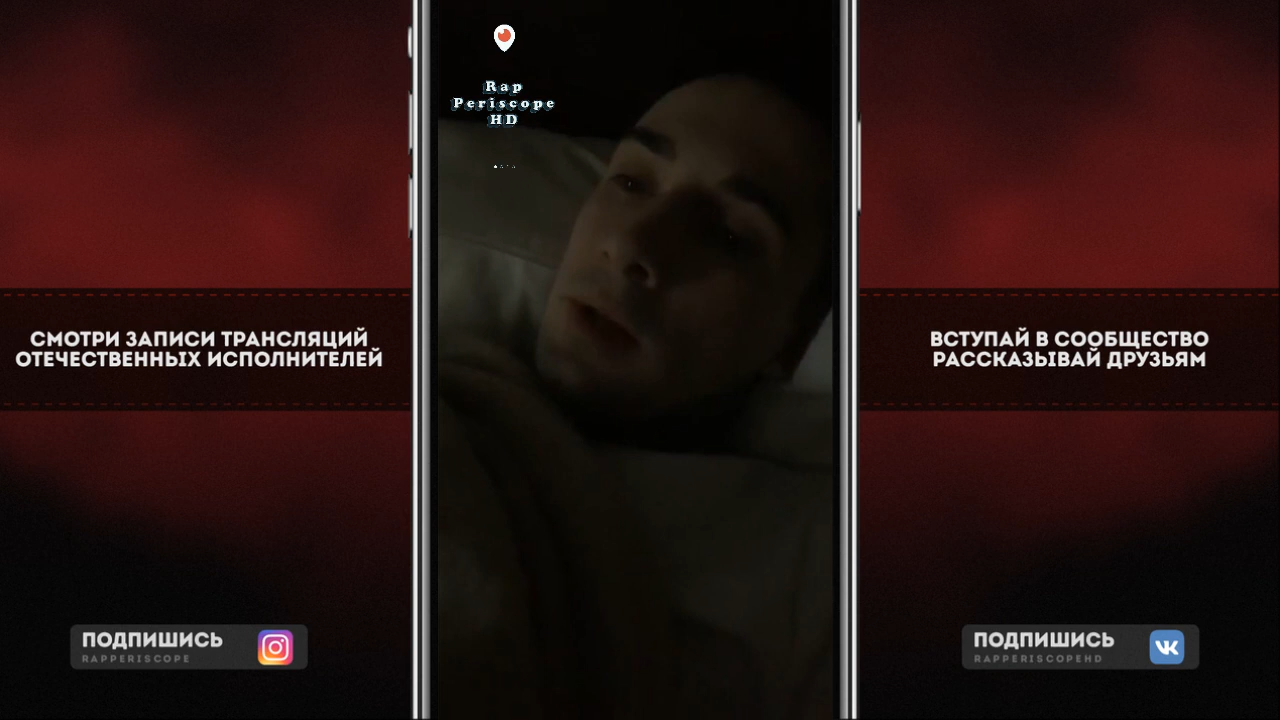 Rap
Periscope
HD
СМОТРИ ЗАПИСИ ТРАНСЛЯЦИЙ
ОТЕЧЕСТВЕННЫХ ИСПОЛНИТЕЛЕЙ
ВСТУПАЙ В СООБЩЕСТВО
РАССКАЗЫВАЙ ДРУЗЬЯМ
ПОДПИШИСЬ
RAPPERISCOPE
ПОДПИШИСЬ
RAPPERISCOPEHD